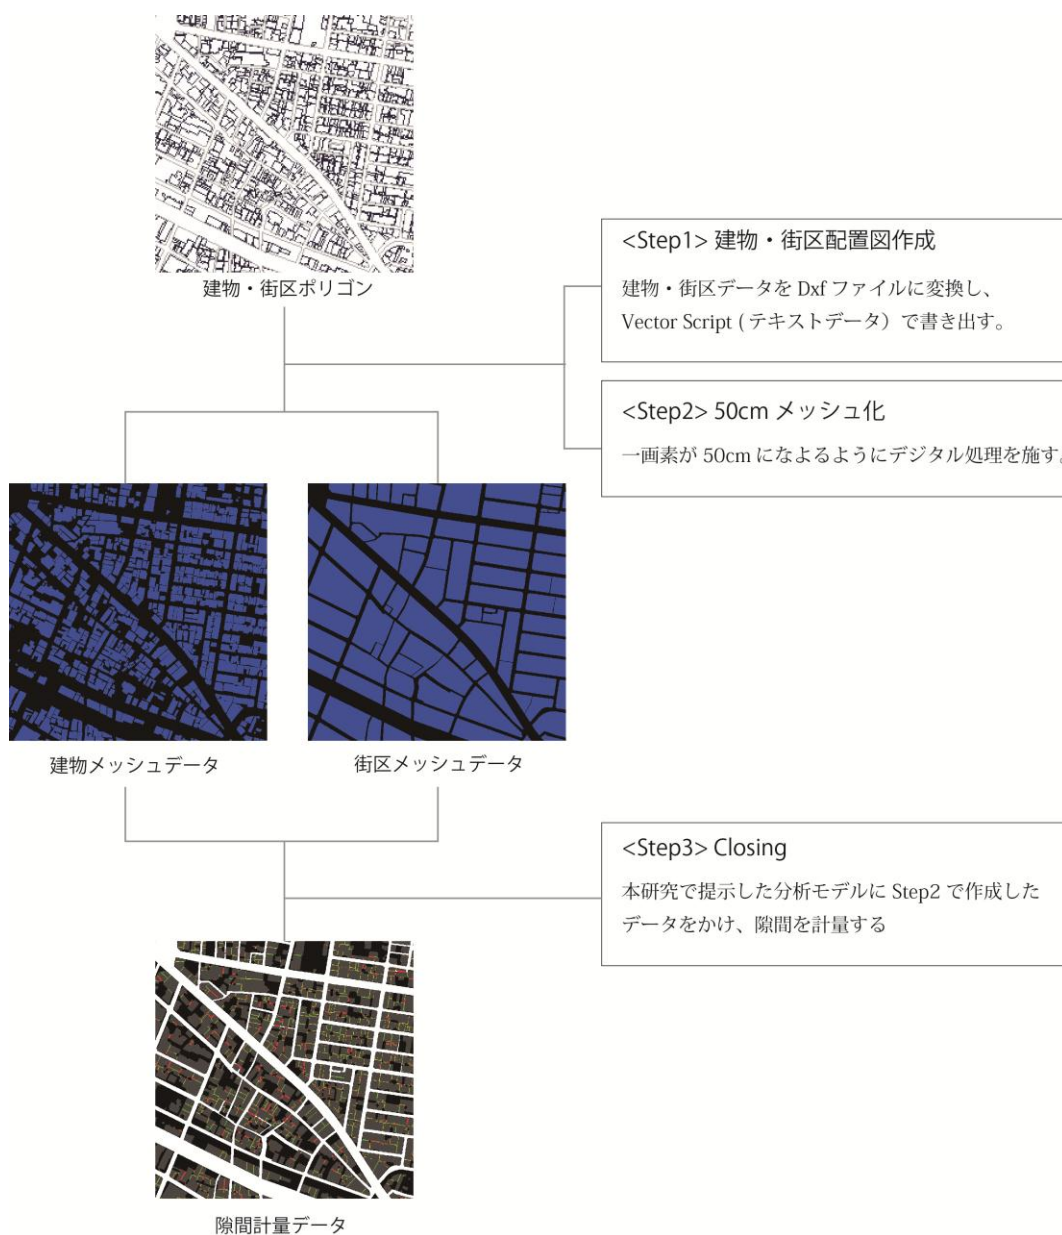 建物・街区ポリゴン
<Step1> 建物・街区配置図作成
建物・街区データを Dxf ファイルに変換し、
Vector Script ( テキストデータ）で書き出す。
<Step2> 50cm メッシュ化
一画素が 50cm になよるようにデジタル処理を施す。
建物メッシュデータ
街区メッシュデータ
<Step3> Closing
本研究で提示した分析モデルに Step2 で作成した
データをかけ、隙間を計量する
隙間計量データ